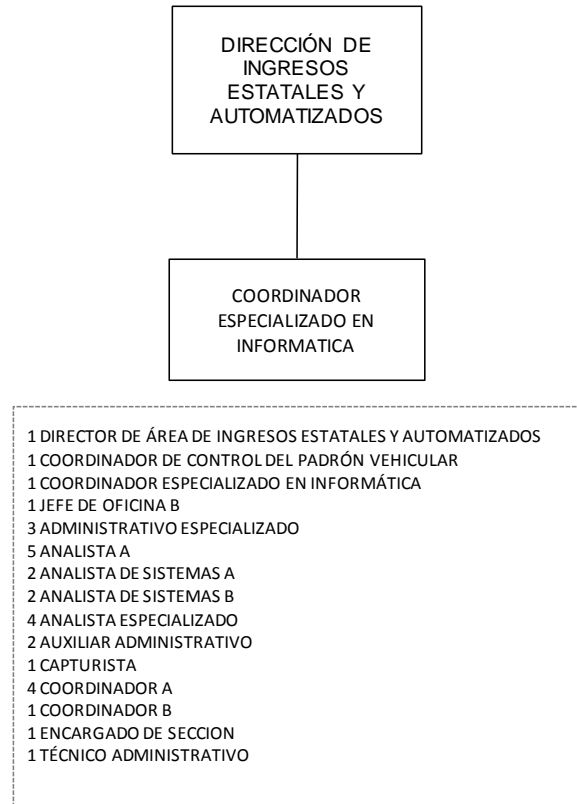 DIRECCIÓN DE
INGRESOS
ESTATALES Y
AUTOMATIZADOS
COORDINADOR
ESPECIALIZADO EN
INFORMATICA
1 DIRECTOR DE ÁREA DE INGRESOS ESTATALES Y AUTOMATIZADOS
1 COORDINADOR DE CONTROL DEL PADRÓN VEHICULAR
1 COORDINADOR ESPECIALIZADO EN INFORMÁTICA
1 JEFE DE OFICINA B
3 ADMINISTRATIVO ESPECIALIZADO
5 ANALISTA A
2 ANALISTA DE SISTEMAS A
2 ANALISTA DE SISTEMAS B
4 ANALISTA ESPECIALIZADO
2 AUXILIAR ADMINISTRATIVO
1 CAPTURISTA
4 COORDINADOR A
1 COORDINADOR B
1 ENCARGADO DE SECCION
1 TÉCNICO ADMINISTRATIVO